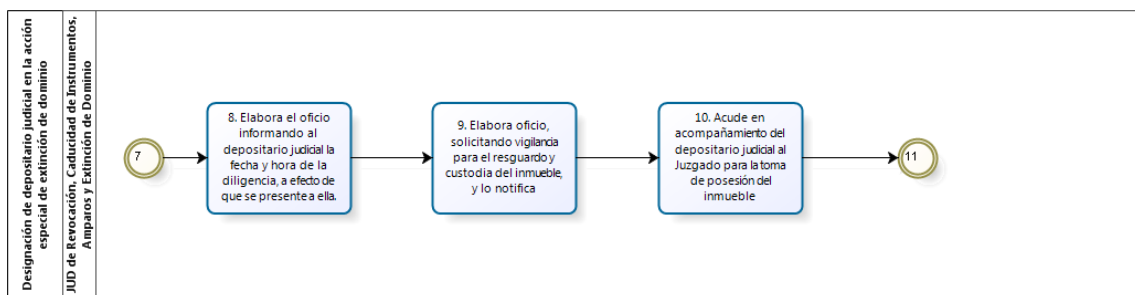 Designación de depositario judicial en la acción
especial de extinción de dominio
JUD de Revocación, Caducidad de Instrumentos,
Amparos y Extinción de Dominio
7
8. Elabora el oficio
informando al
depositario judicial la
fecha y hora de la
diligencia, a efecto de
que se presente a ella.
9. Elabora oficio,
solicitando vigilancia
para el resguardo y
custodia del inmueble,
y lo notifica
10. Acude en
acompañamiento del
depositario judicial al
Juzgado para la toma
de posesión del
inmueble
11